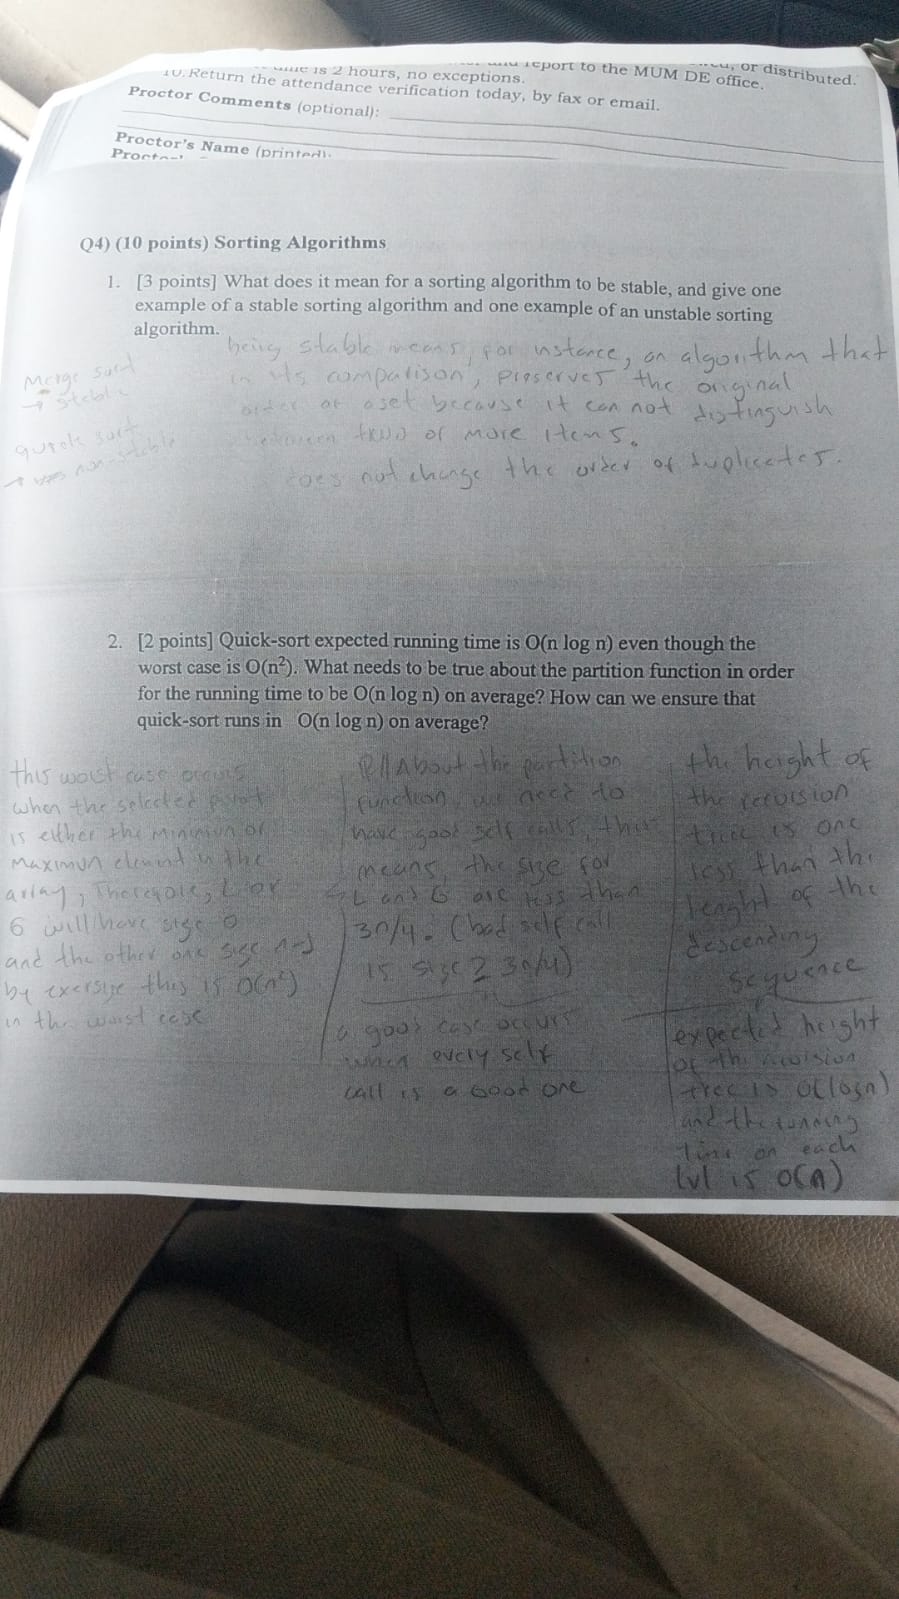 and report to the MUM DE office. or distributed.
time is 2 hours, no exceptions.
10. Return the attendance verification today, by fax or email.
Proctor Comments (optional):
Proctor's Name (printed):
Q4) (10 points) Sorting Algorithms
1. [3 points] What does it mean for a sorting algorithm to be stable, and give one
example of a stable sorting algorithm and one example of an unstable sorting
algorithm.
being stable means, for instance, an algorithm that
in its comparison, preserves the original
order of a set because it can not distinguish
between two or more items.
does not change the order of duplicates.
Merge sort
→ stable
quick sort
→ non-stable
2. [2 points] Quick-sort expected running time is O(n log n) even though the
worst case is O(n²). What needs to be true about the partition function in order
for the running time to be O(n log n) on average? How can we ensure that
quick-sort runs in O(n log n) on average?
this worst case occurs
when the selected pivot
is either the minimun or
maximun element in the
array, Therefore, L or
G will have size 0
and the other one size n-1
by exersize this is O(n²)
in the worst case
About the partition
function, we need to
have good self calls, this
means, the size for
L and G are less than
3n/4. (bad self call
is size ≥ 3n/4)
a good case occurs
when every self
call is a Good one
the height of
the recursion
tree is one
less than the
lenght of the
descending
sequence
expected height
of the recursion
tree is O(logn)
and the running
time on each
lvl is O(n)